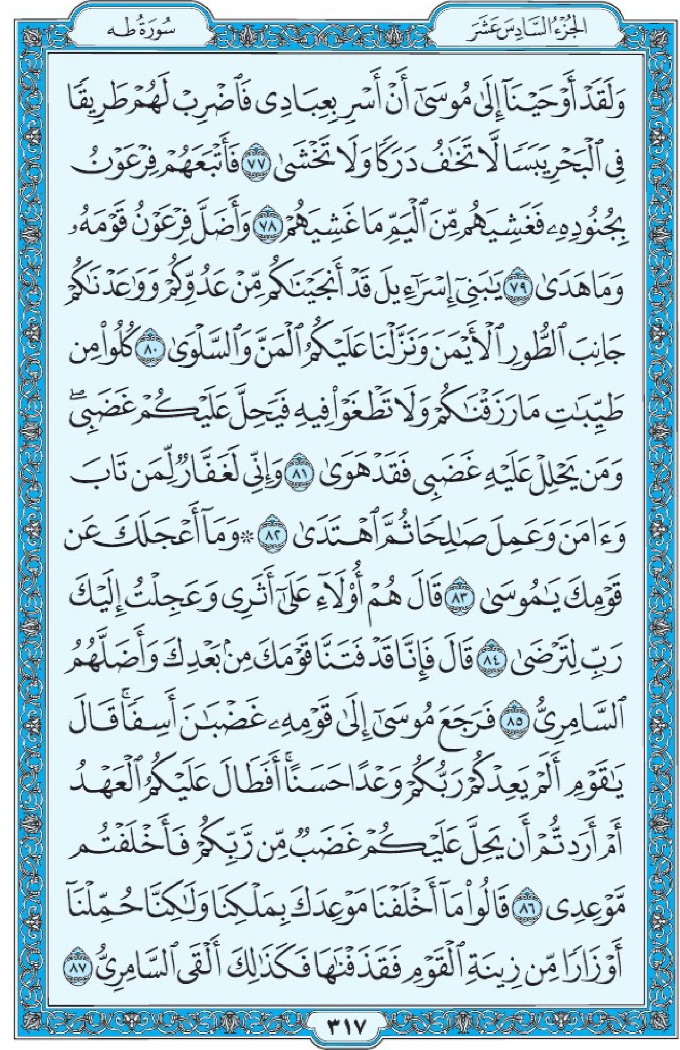 الجُزْءُ السَّادِسَ عَشَرَ
سُورَةُ طه
وَلَقَدْ أَوْحَيْنَآ إِلَىٰ مُوسَىٰٓ أَنْ أَسْرِ بِعِبَادِى فَٱضْرِبْ لَهُمْ طَرِيقًا
فِى ٱلْبَحْرِ يَبَسًا لَّا تَخَٰفُ دَرَكًا وَلَا تَخْشَىٰ ٧٧ فَأَتْبَعَهُمْ فِرْعَوْنُ
بِجُنُودِهِۦ فَغَشِيَهُم مِّنَ ٱلْيَمِّ مَا غَشِيَهُمْ ٧٨ وَأَضَلَّ فِرْعَوْنُ قَوْمَهُۥ
وَمَا هَدَىٰ ٧٩ يَٰبَنِىٓ إِسْرَٰٓءِيلَ قَدْ أَنجَيْنَٰكُم مِّنْ عَدُوِّكُمْ وَوَٰعَدْنَٰكُمْ
جَانِبَ ٱلطُّورِ ٱلْأَيْمَنَ وَنَزَّلْنَا عَلَيْكُمُ ٱلْمَنَّ وَٱلسَّلْوَىٰ ٨٠ كُلُوا۟ مِن
طَيِّبَٰتِ مَا رَزَقْنَٰكُمْ وَلَا تَطْغَوْا۟ فِيهِ فَيَحِلَّ عَلَيْكُمْ غَضَبِى ۖ
وَمَن يَحْلِلْ عَلَيْهِ غَضَبِى فَقَدْ هَوَىٰ ٨١ وَإِنِّى لَغَفَّارٌ لِّمَن تَابَ
وَءَامَنَ وَعَمِلَ صَٰلِحًا ثُمَّ ٱهْتَدَىٰ ٨٢ * وَمَآ أَعْجَلَكَ عَن
قَوْمِكَ يَٰمُوسَىٰ ٨٣ قَالَ هُمْ أُو۟لَآءِ عَلَىٰٓ أَثَرِى وَعَجِلْتُ إِلَيْكَ
رَبِّ لِتَرْضَىٰ ٨٤ قَالَ فَإِنَّا قَدْ فَتَنَّا قَوْمَكَ مِنۢ بَعْدِكَ وَأَضَلَّهُمُ
ٱلسَّامِرِىُّ ٨٥ فَرَجَعَ مُوسَىٰٓ إِلَىٰ قَوْمِهِۦ غَضْبَٰنَ أَسِفًا ۚ قَالَ
يَٰقَوْمِ أَلَمْ يَعِدْكُمْ رَبُّكُمْ وَعْدًا حَسَنًا ۚ أَفَطَالَ عَلَيْكُمُ ٱلْعَهْدُ
أَمْ أَرَدتُّمْ أَن يَحِلَّ عَلَيْكُمْ غَضَبٌ مِّن رَّبِّكُمْ فَأَخْلَفْتُم
مَّوْعِدِى ٨٦ قَالُوا۟ مَآ أَخْلَفْنَا مَوْعِدَكَ بِمَلْكِنَا وَلَٰكِنَّا حُمِّلْنَآ
أَوْزَارًا مِّن زِينَةِ ٱلْقَوْمِ فَقَذَفْنَٰهَا فَكَذَٰلِكَ أَلْقَى ٱلسَّامِرِىُّ ٨٧
٣١٧